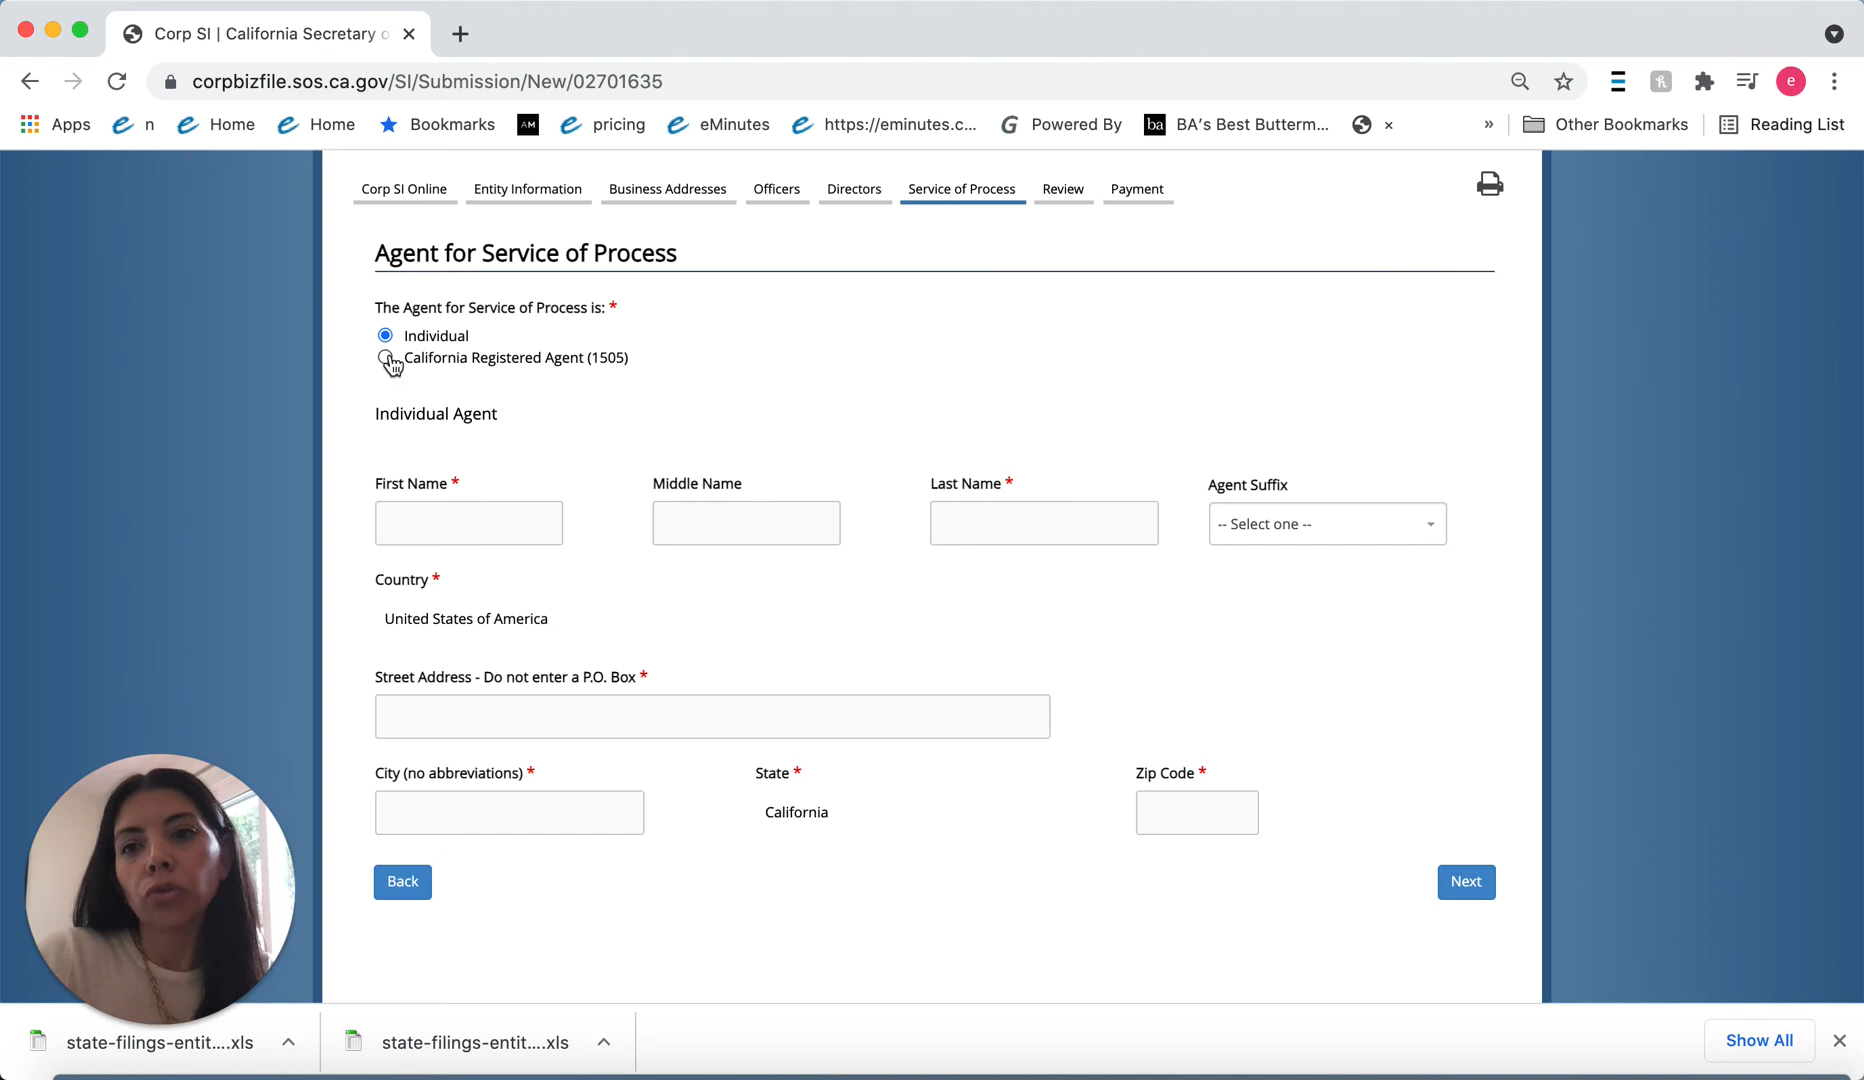 Corp SI | California Secretary o
corpbizfile.sos.ca.gov/SI/Submission/New/02701635
e
Apps
n
Home
Home
Bookmarks
AM
pricing
eMinutes
https://eminutes.c...
G
Powered By
ba
BA's Best Butterm...
×
»
Other Bookmarks
Reading List
Corp SI Online
Entity Information
Business Addresses
Officers
Directors
Service of Process
Review
Payment
Agent for Service of Process
The Agent for Service of Process is: *
Individual
California Registered Agent (1505)
Individual Agent
First Name *
Middle Name
Last Name *
Agent Suffix
-- Select one --
Country *
United States of America
Street Address - Do not enter a P.O. Box *
City (no abbreviations) *
State *
Zip Code *
California
Back
Next
state-filings-entit....xls
state-filings-entit....xls
Show All